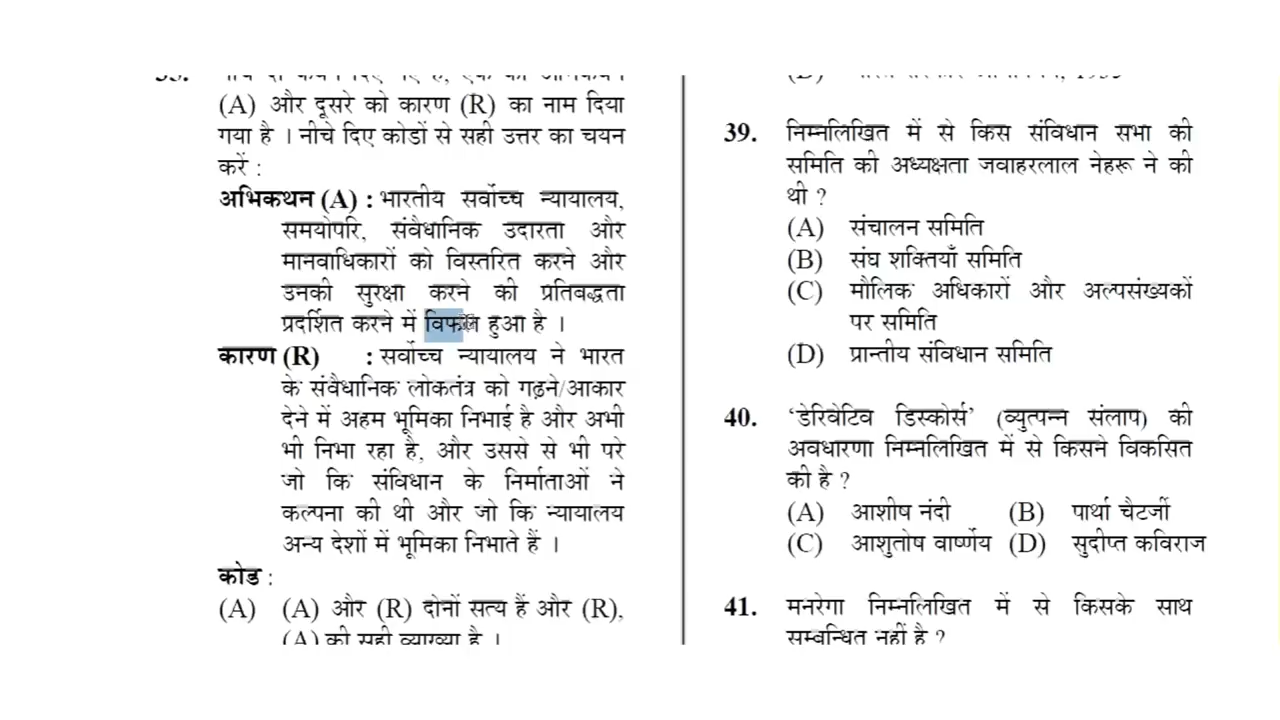 (A) और दूसरे को कारण (R) का नाम दिया
गया है । नीचे दिए कोडों से सही उत्तर का चयन
करें :
अभिकथन (A) : भारतीय सर्वोच्च न्यायालय,
समयोपरि, संवैधानिक उदारता और
मानवाधिकारों को विस्तरित करने और
उनकी सुरक्षा करने की प्रतिबद्धता
प्रदर्शित करने में विफल हुआ है ।
कारण (R) : सर्वोच्च न्यायालय ने भारत
के संवैधानिक लोकतंत्र को गढ़ने/आकार
देने में अहम भूमिका निभाई है और अभी
भी निभा रहा है, और उससे से भी परे
जो कि संविधान के निर्माताओं ने
कल्पना की थी और जो कि न्यायालय
अन्य देशों में भूमिका निभाते हैं ।
कोड :
(A) (A) और (R) दोनों सत्य हैं और (R),
(A) की सही व्याख्या है ।
39. निम्नलिखित में से किस संविधान सभा की
समिति की अध्यक्षता जवाहरलाल नेहरू ने की
थी ?
(A) संचालन समिति
(B) संघ शक्तियाँ समिति
(C) मौलिक अधिकारों और अल्पसंख्यकों
पर समिति
(D) प्रान्तीय संविधान समिति
40. ‘डेरिवेटिव डिस्कोर्स’ (व्युत्पन्न संलाप) की
अवधारणा निम्नलिखित में से किसने विकसित
की है ?
(A) आशीष नंदी (B) पार्था चैटर्जी
(C) आशुतोष वार्ष्णेय (D) सुदीप्त कविराज
41. मनरेगा निम्नलिखित में से किसके साथ
सम्बन्धित नहीं है ?